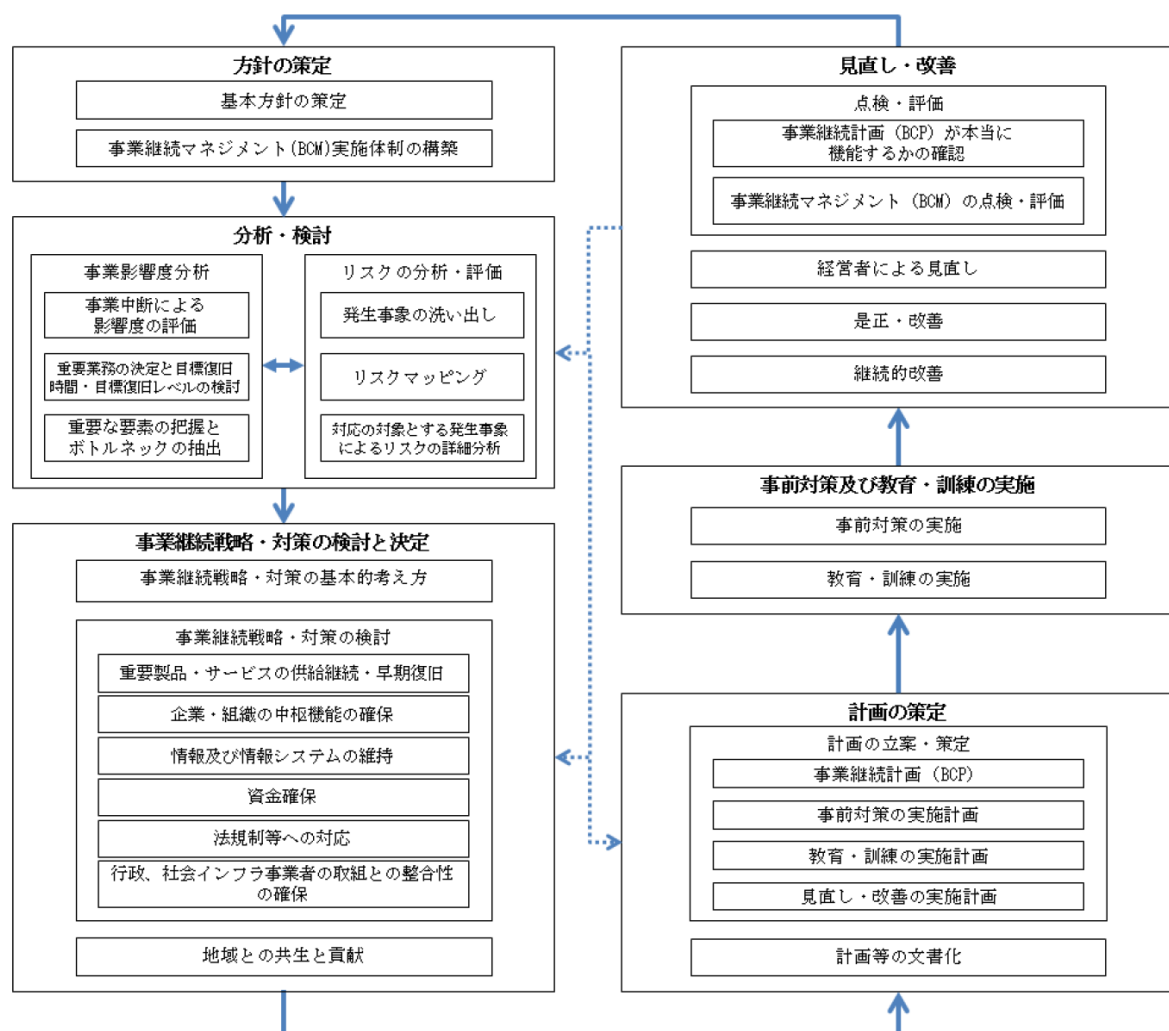 方針の策定
基本方針の策定
事業継続マネジメント(BCM)実施体制の構築
分析・検討
事業影響度分析
事業中断による
影響度の評価
重要業務の決定と目標復旧
時間・目標復旧レベルの検討
重要な要素の把握と
ボトルネックの抽出
リスクの分析・評価
発生事象の洗い出し
リスクマッピング
対応の対象とする発生事象
によるリスクの詳細分析
事業継続戦略・対策の検討と決定
事業継続戦略・対策の基本的考え方
事業継続戦略・対策の検討
重要製品・サービスの供給継続・早期復旧
企業・組織の中枢機能の確保
情報及び情報システムの維持
資金確保
法規制等への対応
行政、社会インフラ事業者の取組との整合性
の確保
地域との共生と貢献
見直し・改善
点検・評価
事業継続計画（BCP）が本当に
機能するかの確認
事業継続マネジメント（BCM）の点検・評価
経営者による見直し
是正・改善
継続的改善
事前対策及び教育・訓練の実施
事前対策の実施
教育・訓練の実施
計画の策定
計画の立案・策定
事業継続計画（BCP）
事前対策の実施計画
教育・訓練の実施計画
見直し・改善の実施計画
計画等の文書化